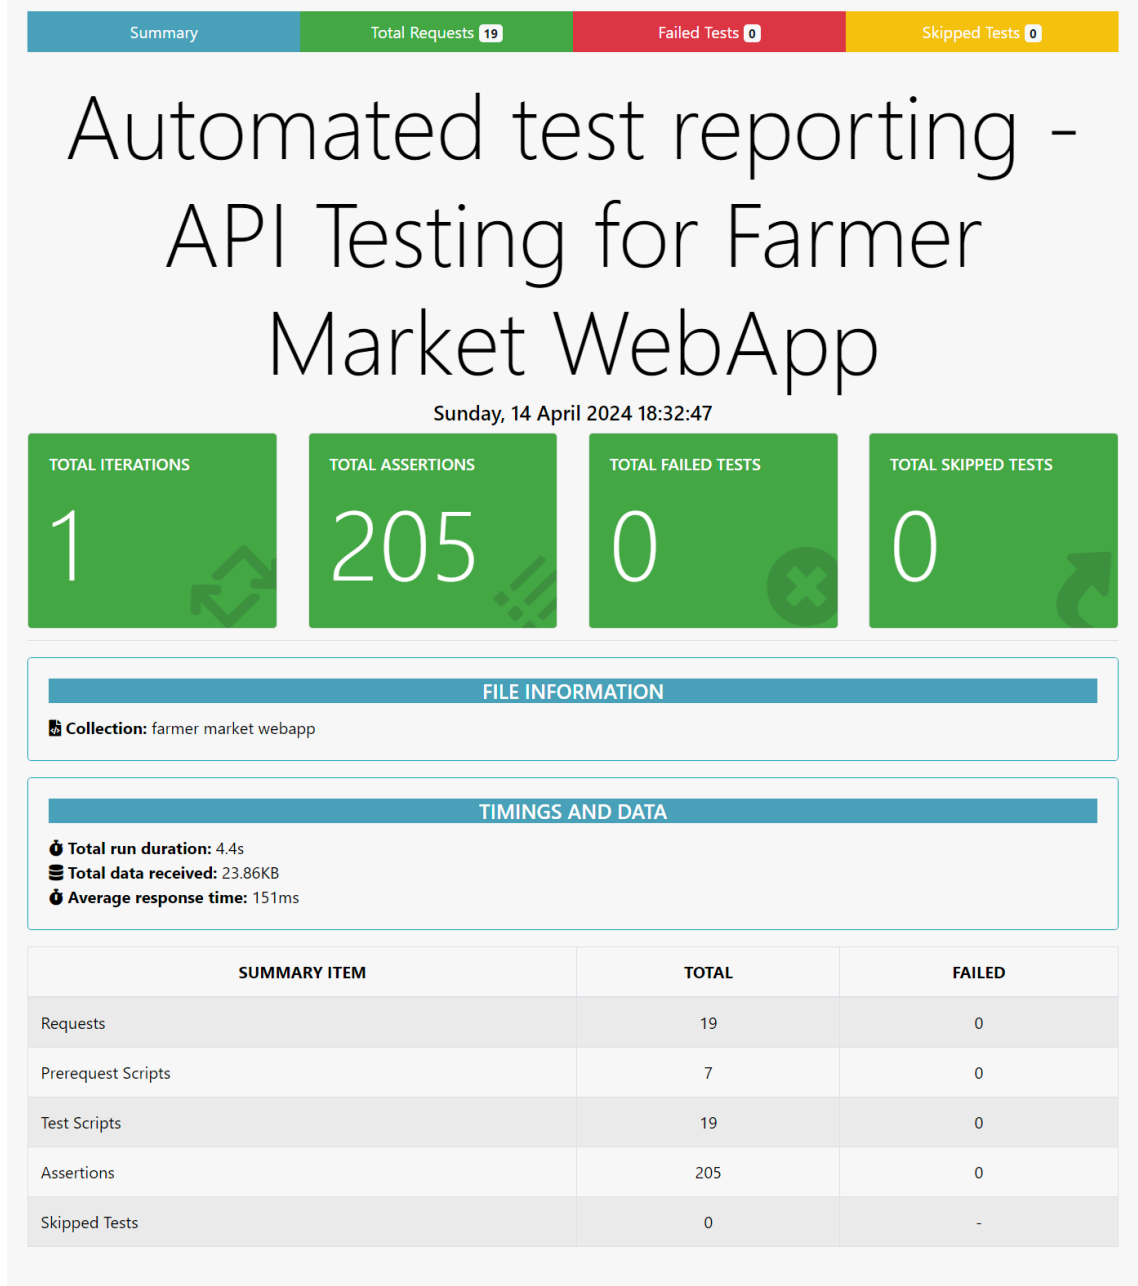 Summary Total Requests 19 Failed Tests 0 Skipped Tests 0
Automated test reporting -
API Testing for Farmer
Market WebApp
Sunday, 14 April 2024 18:32:47
TOTAL ITERATIONS TOTAL ASSERTIONS TOTAL FAILED TESTS TOTAL SKIPPED TESTS
1 205 0 0
FILE INFORMATION
Collection: farmer market webapp
TIMINGS AND DATA
Total run duration: 4.4s
Total data received: 23.86KB
Average response time: 151ms
SUMMARY ITEM TOTAL FAILED
Requests 19 0
Prerequest Scripts 7 0
Test Scripts 19 0
Assertions 205 0
Skipped Tests 0 -